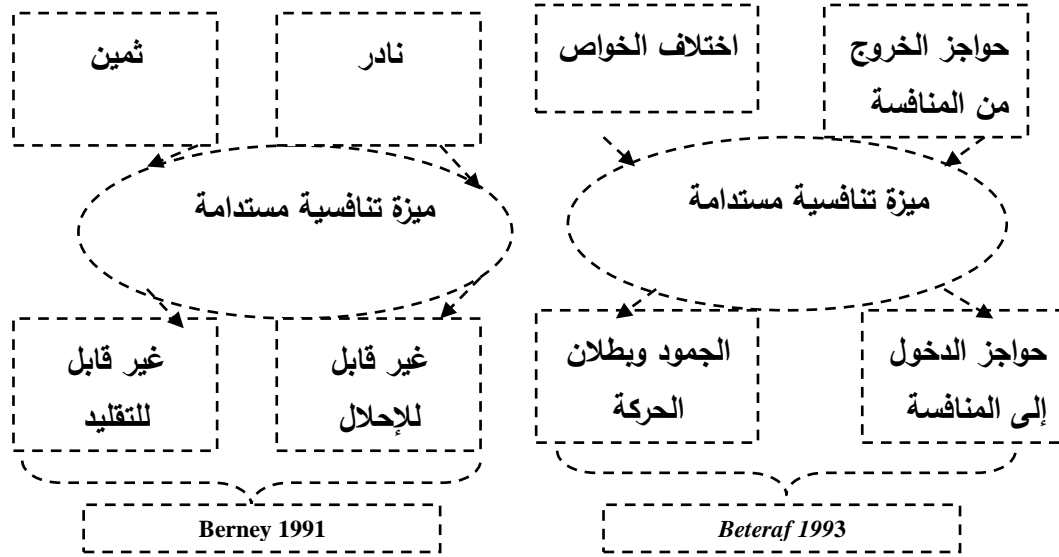 حواجز الخروج
من المنافسة
اختلاف الخواص
نادر
ثمين
ميزة تنافسية مستدامة
ميزة تنافسية مستدامة
حواجز الدخول
إلى المنافسة
الجمود وبطلان
الحركة
غير قابل
للإحلال
غير قابل
للتقليد
Beteraf 1993
Berney 1991